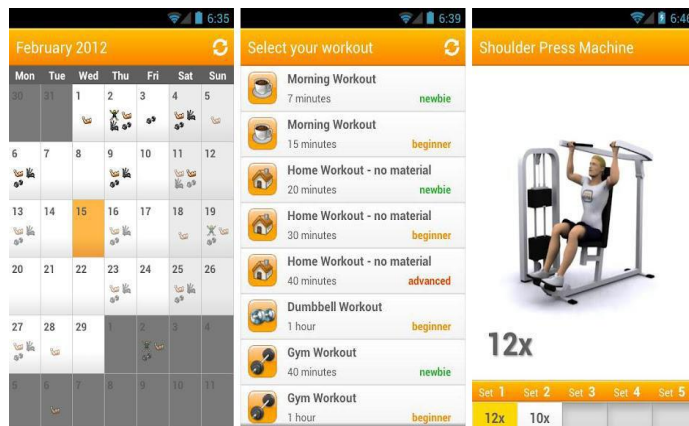 6:35
February 2012
Mon Tue Wed Thu Fri Sat Sun
30 31 1 2 3 4 5
6 7 8 9 10 11 12
13 14 15 16 17 18 19
20 21 22 23 24 25 26
27 28 29 1 2 3 4
5 6 7 8 9 10 11
6:39
Select your workout
Morning Workout
7 minutes newbie
Morning Workout
15 minutes beginner
Home Workout - no material
20 minutes newbie
Home Workout - no material
30 minutes beginner
Home Workout - no material
40 minutes advanced
Dumbbell Workout
1 hour beginner
Gym Workout
40 minutes newbie
Gym Workout
1 hour beginner
6:46
Shoulder Press Machine
12x
Set 1 Set 2 Set 3 Set 4 Set 5
12x 10x